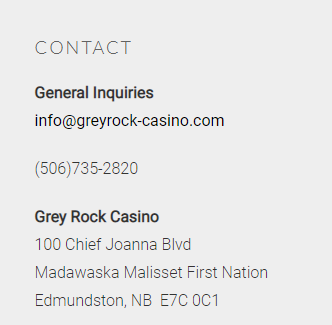 CONTACT
General Inquiries
info@greyrock-casino.com
(506)735-2820
Grey Rock Casino
100 Chief Joanna Blvd
Madawaska Malisset First Nation
Edmundston, NB  E7C 0C1